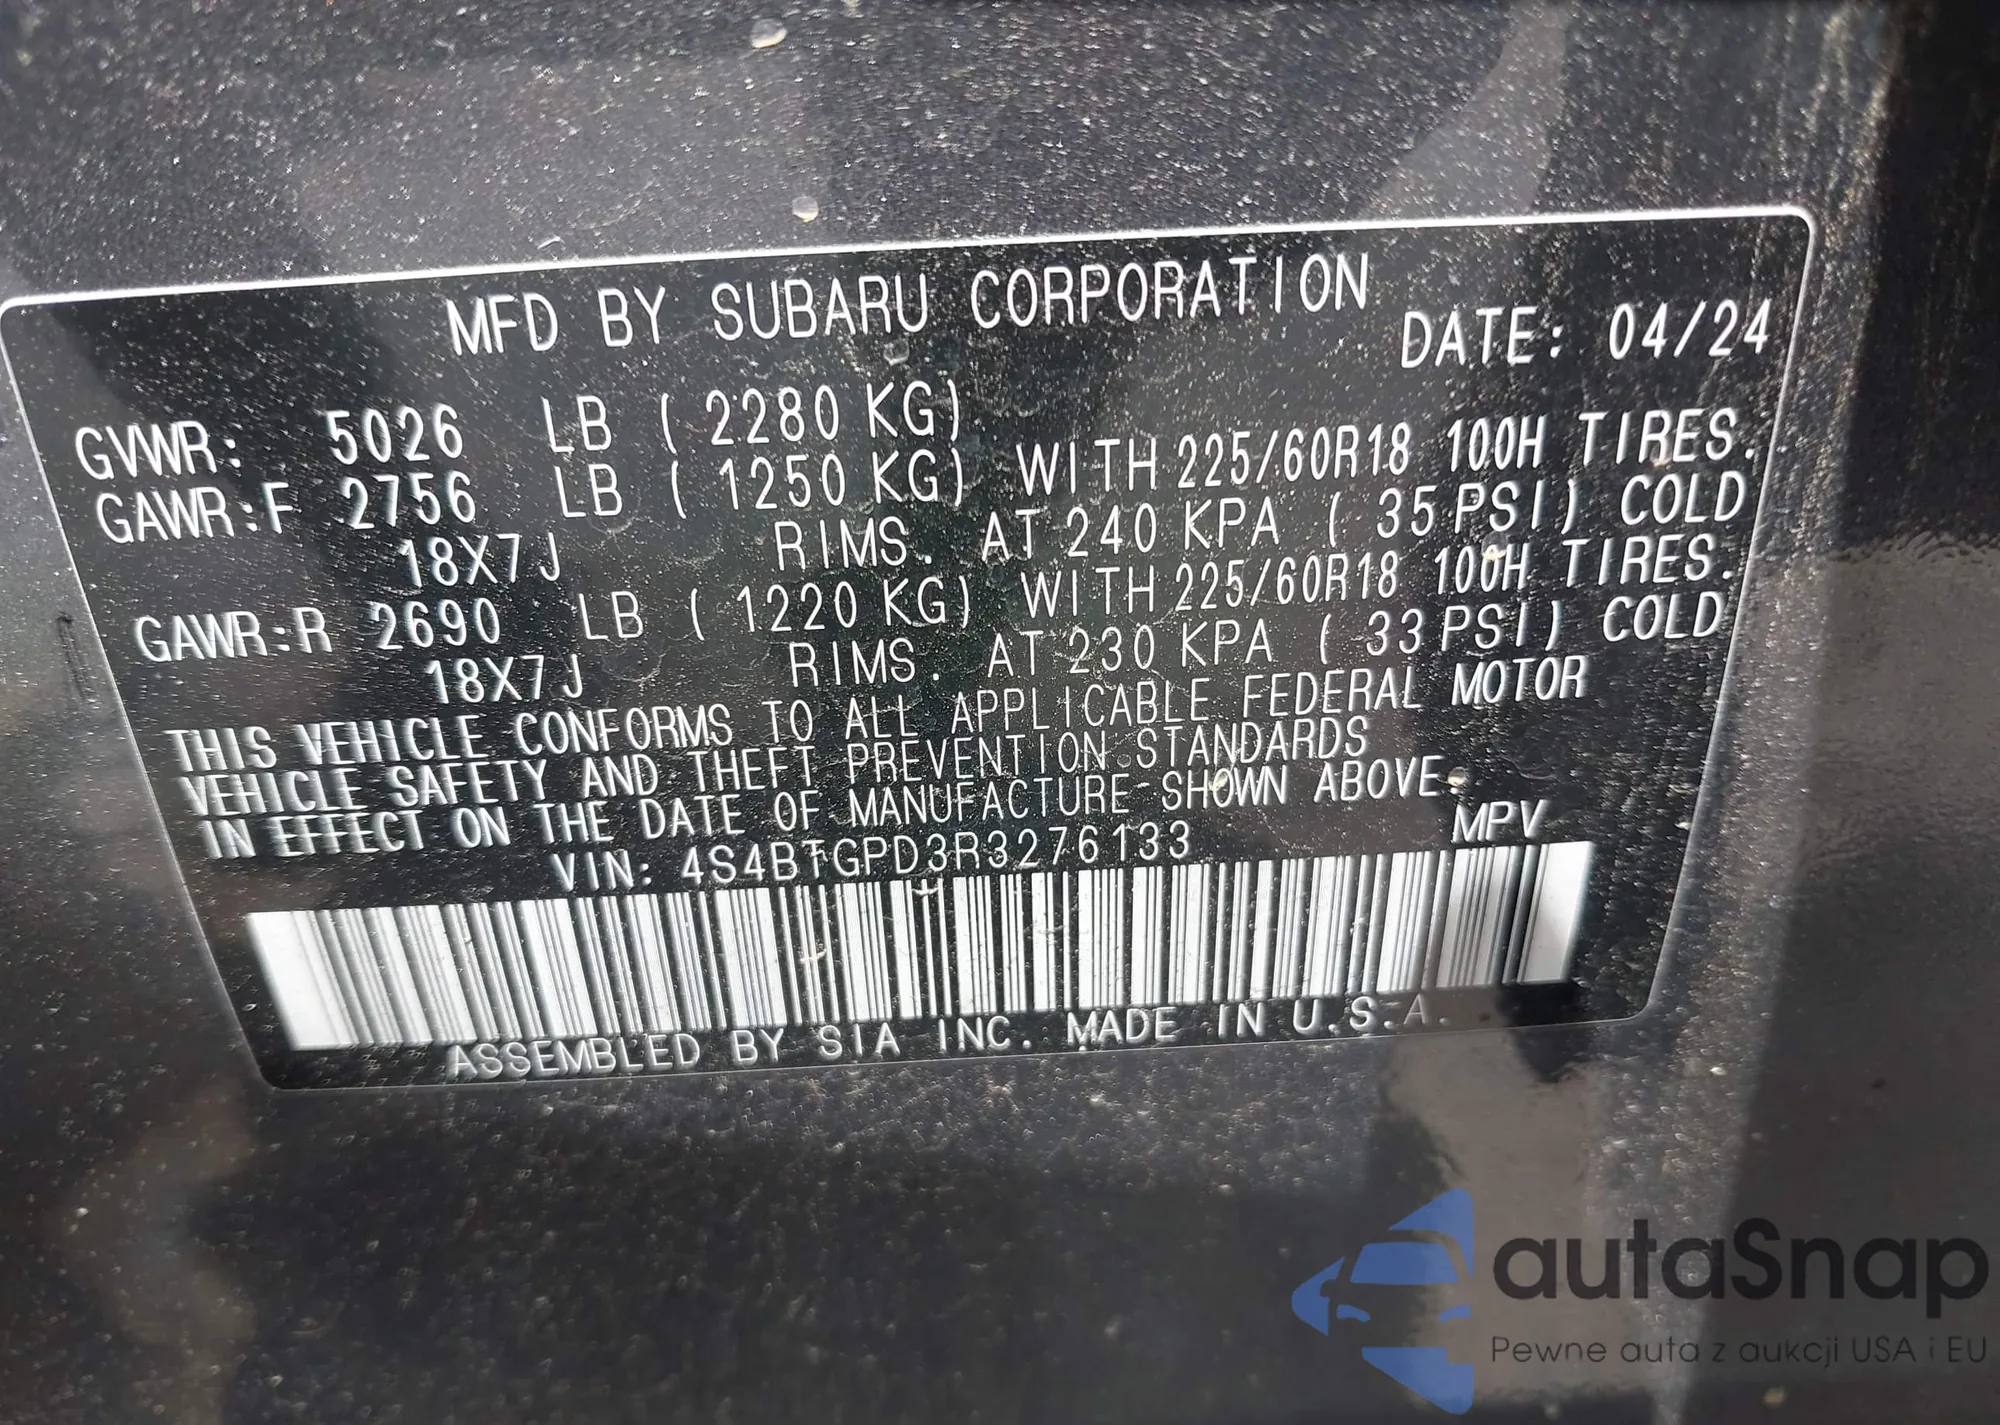 MFD BY SUBARU CORPORATION
DATE: 04/24
GVWR: 5026 LB (2280 KG)
GAWR:F 2756 LB (1250 KG) WITH 225/60R18 100H TIRES.
18X7J RIMS. AT 240 KPA (35 PSI) COLD
GAWR:R 2690 LB (1220 KG) WITH 225/60R18 100H TIRES.
18X7J RIMS. AT 230 KPA (33 PSI) COLD
THIS VEHICLE CONFORMS TO ALL APPLICABLE FEDERAL MOTOR
VEHICLE SAFETY AND THEFT PREVENTION STANDARDS
IN EFFECT ON THE DATE OF MANUFACTURE SHOWN ABOVE.
VIN: 4S4BTGPD3R3276133 MPV
ASSEMBLED BY SIA INC. MADE IN U.S.A.
autaSnap
Pewne auta z aukcji USA i EU